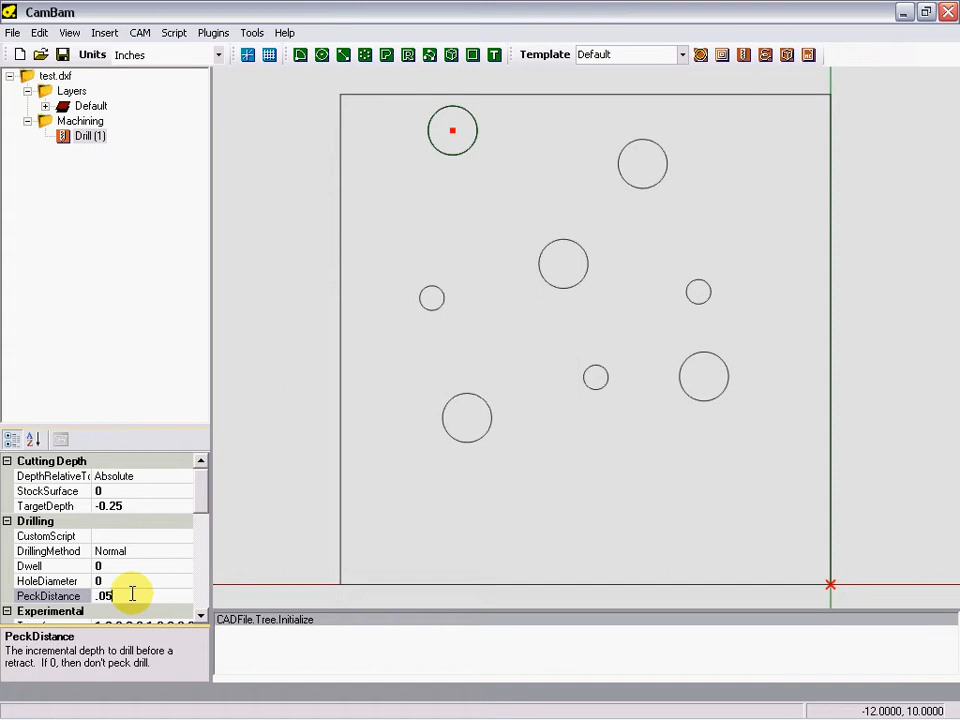 CamBam
File Edit View Insert CAM Script Plugins Tools Help
Units Inches Template Default
test.dxf
Layers
Default
Machining
Drill (1)
Cutting Depth
DepthRelativeTo Absolute
StockSurface 0
TargetDepth -0.25
Drilling
CustomScript
DrillingMethod Normal
Dwell 0
HoleDiameter 0
PeckDistance .05
Experimental
CADFile.Tree.Initialize
PeckDistance
The incremental depth to drill before a
retract. If 0, then don't peck drill.
-12.0000, 10.0000